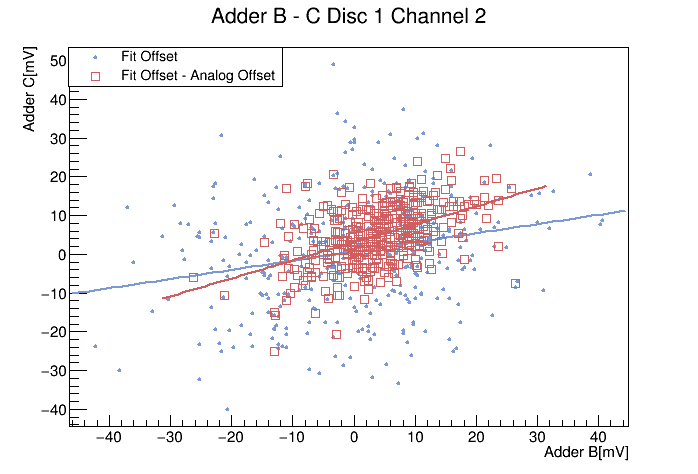 Adder B - C Disc 1 Channel 2
Adder C[mV]
Fit Offset
Fit Offset - Analog Offset
50
40
30
20
10
0
−10
−20
−30
−40
−40 −30 −20 −10 0 10 20 30 40
Adder B[mV]